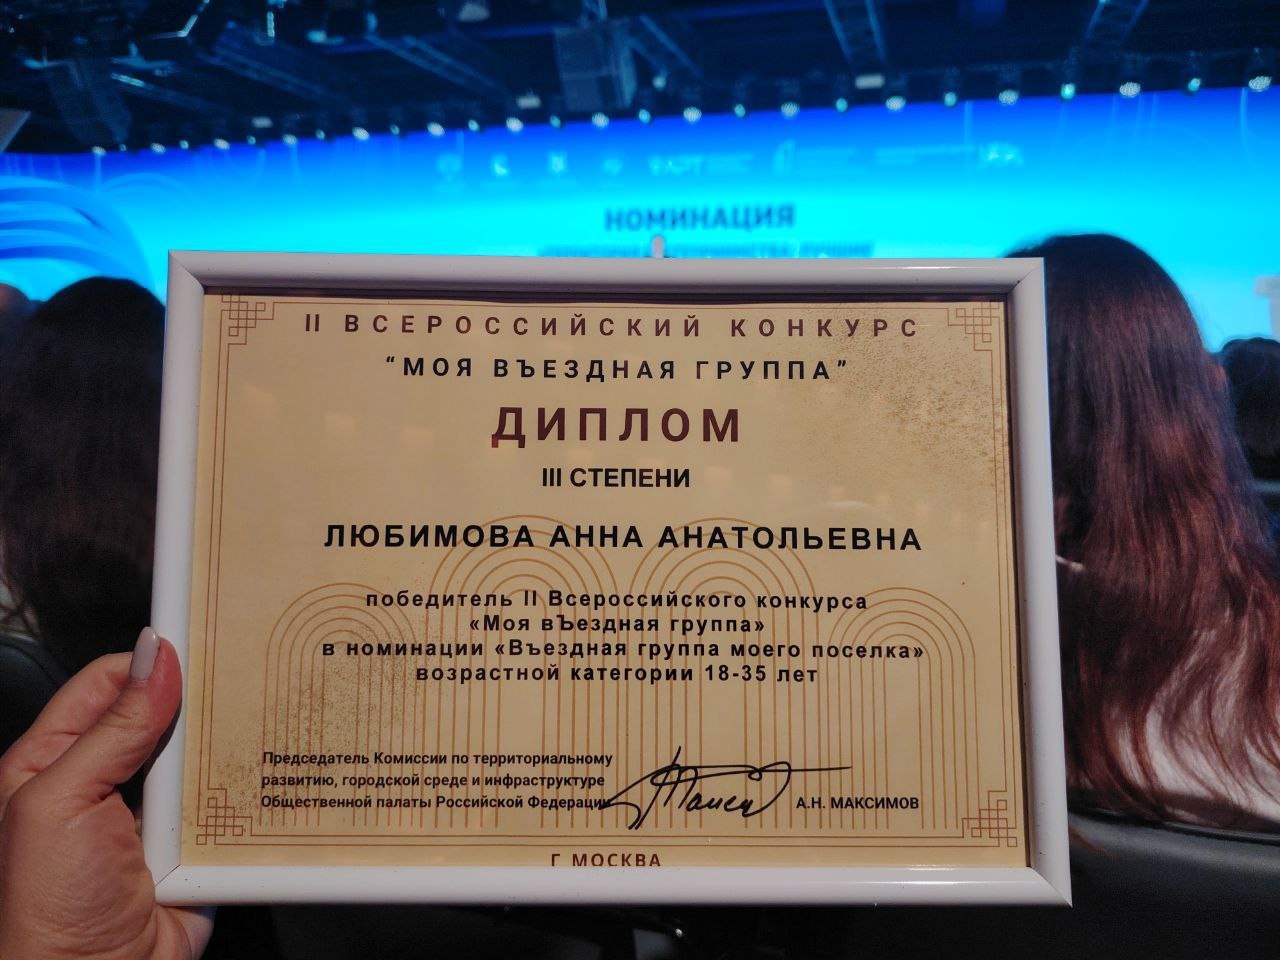 НОМИНАЦИЯ
II ВСЕРОССИЙСКИЙ КОНКУРС
“МОЯ ВЪЕЗДНАЯ ГРУППА”
ДИПЛОМ
III СТЕПЕНИ
ЛЮБИМОВА АННА АНАТОЛЬЕВНА
победитель II Всероссийского конкурса
«Моя вЪездная группа»
в номинации «Въездная группа моего поселка»
возрастной категории 18-35 лет
Председатель Комиссии по территориальному
развитию, городской среде и инфраструктуре
Общественной палаты Российской Федерации
А.Н. МАКСИМОВ
Г МОСКВА